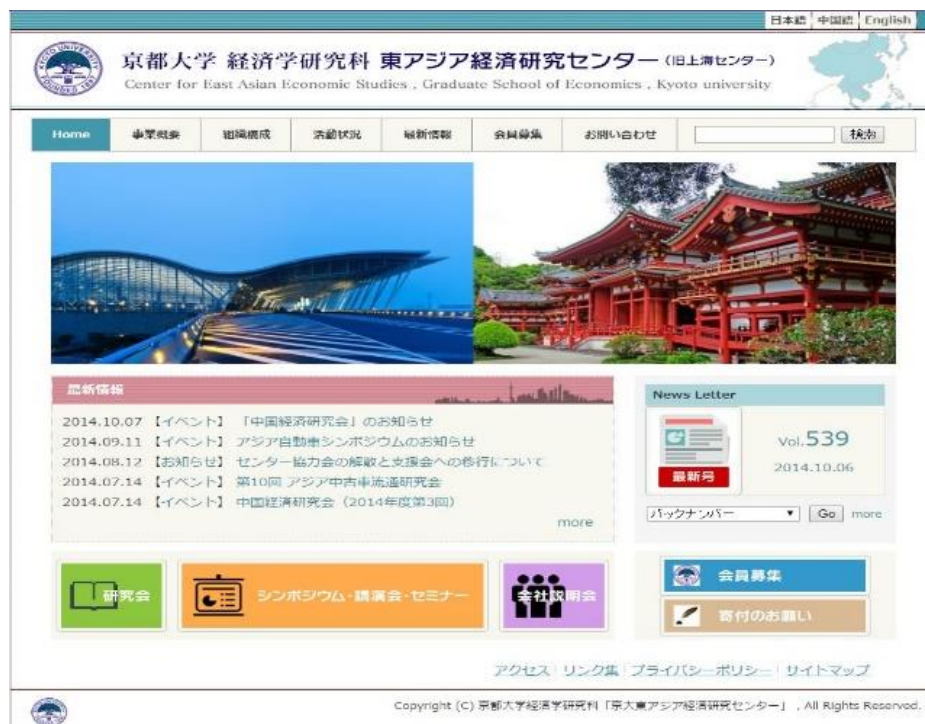 日本語 中国語 English
京都大学 経済学研究科 東アジア経済研究センター (旧上海センター)
Center for East Asian Economic Studies , Graduate School of Economics , Kyoto university
Home 事業概要 組織構成 活動状況 最新情報 会員募集 お問い合わせ 検索
最新情報
2014.10.07 【イベント】 「中国経済研究会」のお知らせ
2014.09.11 【イベント】 アジア自動車シンポジウムのお知らせ
2014.08.12 【お知らせ】 センター協力会の解散と支援会への移行について
2014.07.14 【イベント】 第10回 アジア中古車流通研究会
2014.07.14 【イベント】 中国経済研究会（2014年度第3回）
more
News Letter
Vol.539
2014.10.06
最新号
バックナンバー Go more
研究会
シンポジウム・講演会・セミナー
会社説明会
会員募集
寄付のお願い
アクセス リンク集 プライバシーポリシー サイトマップ
Copyright (C) 京都大学経済学研究科「京大東アジア経済研究センター」 , All Rights Reserved.